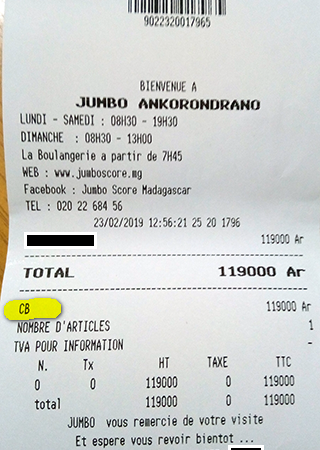 9022320017965
BIENVENUE A
JUMBO ANKORONDRANO
LUNDI - SAMEDI : 08H30 - 19H30
DIMANCHE : 08H30 - 13H00
La Boulangerie a partir de 7H45
WEB : www.jumboscore.mg
Facebook : Jumbo Score Madagascar
TEL : 020 22 684 56
23/02/2019 12:56:21 25 20 1796
119000 Ar
TOTAL 119000 Ar
CB 119000 Ar
NOMBRE D'ARTICLES 1
TVA POUR INFORMATION -
N. Tx HT TAXE TTC
0 0 119000 0 119000
total 119000 0 119000
JUMBO vous remercie de votre visite
Et espere vous revoir bientot ...